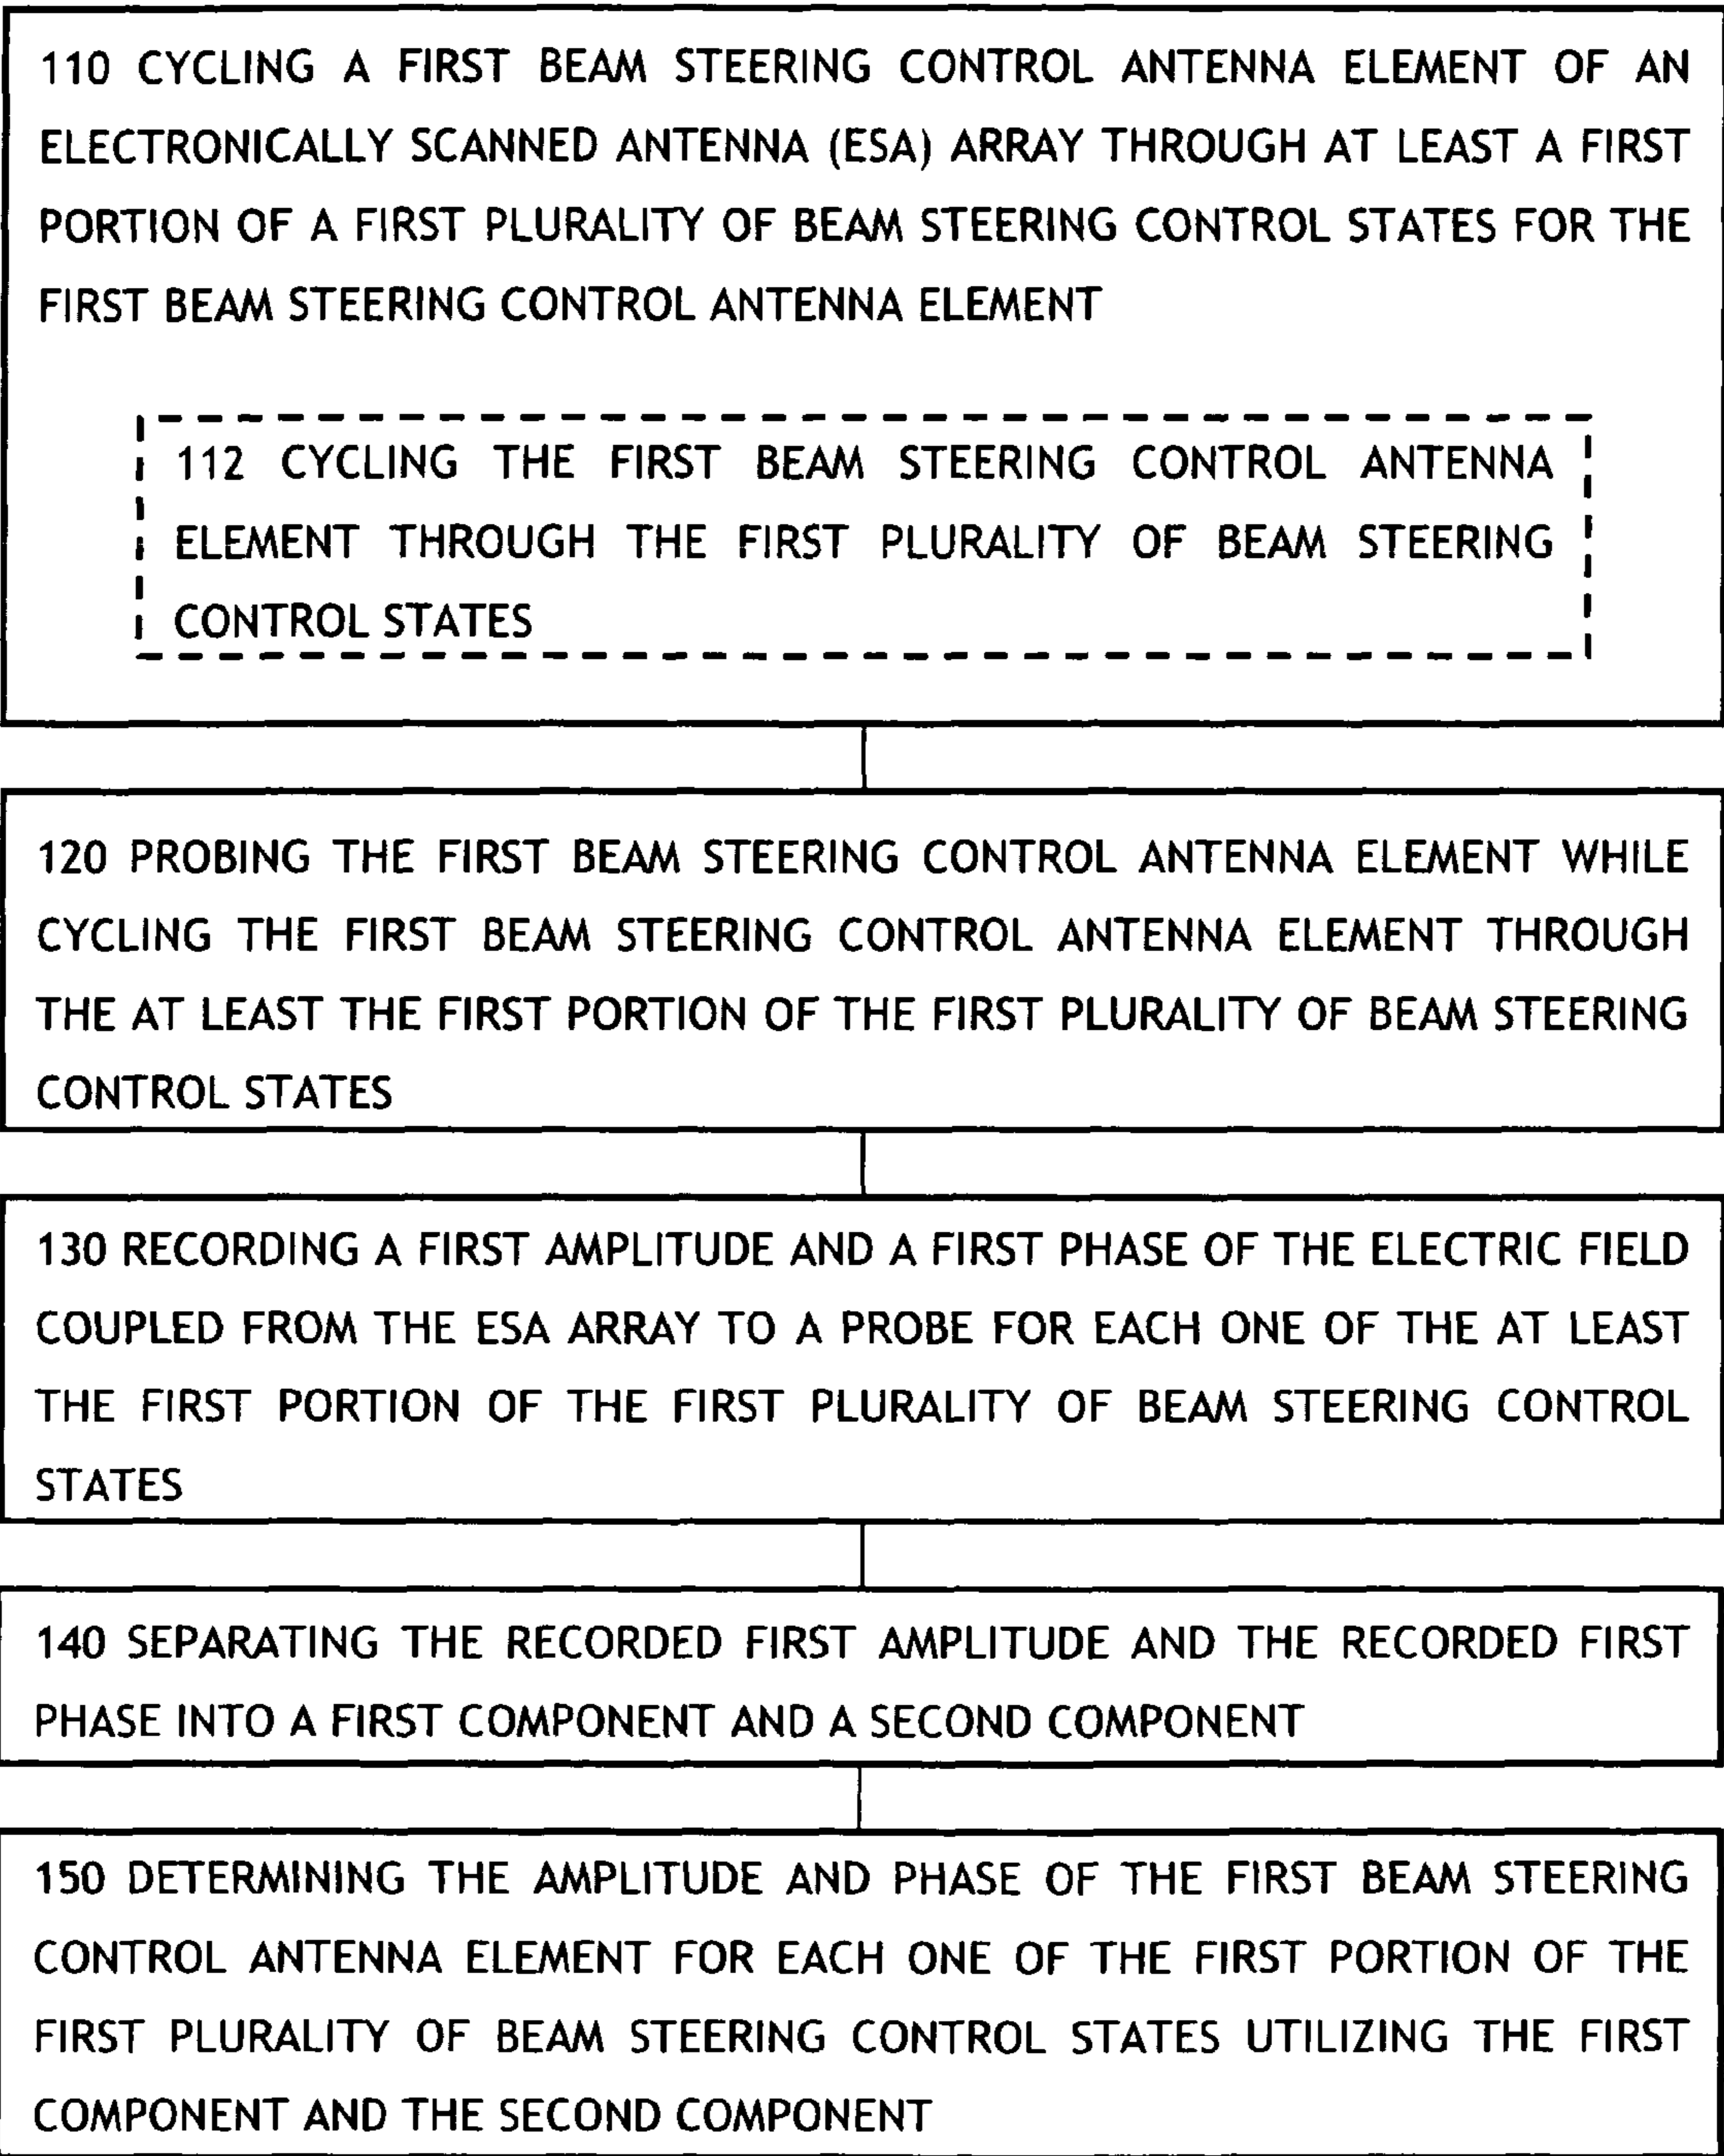 110 CYCLING A FIRST BEAM STEERING CONTROL ANTENNA ELEMENT OF AN
ELECTRONICALLY SCANNED ANTENNA (ESA) ARRAY THROUGH AT LEAST A FIRST
PORTION OF A FIRST PLURALITY OF BEAM STEERING CONTROL STATES FOR THE
FIRST BEAM STEERING CONTROL ANTENNA ELEMENT
112 CYCLING THE FIRST BEAM STEERING CONTROL ANTENNA
ELEMENT THROUGH THE FIRST PLURALITY OF BEAM STEERING
CONTROL STATES
120 PROBING THE FIRST BEAM STEERING CONTROL ANTENNA ELEMENT WHILE
CYCLING THE FIRST BEAM STEERING CONTROL ANTENNA ELEMENT THROUGH
THE AT LEAST THE FIRST PORTION OF THE FIRST PLURALITY OF BEAM STEERING
CONTROL STATES
130 RECORDING A FIRST AMPLITUDE AND A FIRST PHASE OF THE ELECTRIC FIELD
COUPLED FROM THE ESA ARRAY TO A PROBE FOR EACH ONE OF THE AT LEAST
THE FIRST PORTION OF THE FIRST PLURALITY OF BEAM STEERING CONTROL
STATES
140 SEPARATING THE RECORDED FIRST AMPLITUDE AND THE RECORDED FIRST
PHASE INTO A FIRST COMPONENT AND A SECOND COMPONENT
150 DETERMINING THE AMPLITUDE AND PHASE OF THE FIRST BEAM STEERING
CONTROL ANTENNA ELEMENT FOR EACH ONE OF THE FIRST PORTION OF THE
FIRST PLURALITY OF BEAM STEERING CONTROL STATES UTILIZING THE FIRST
COMPONENT AND THE SECOND COMPONENT